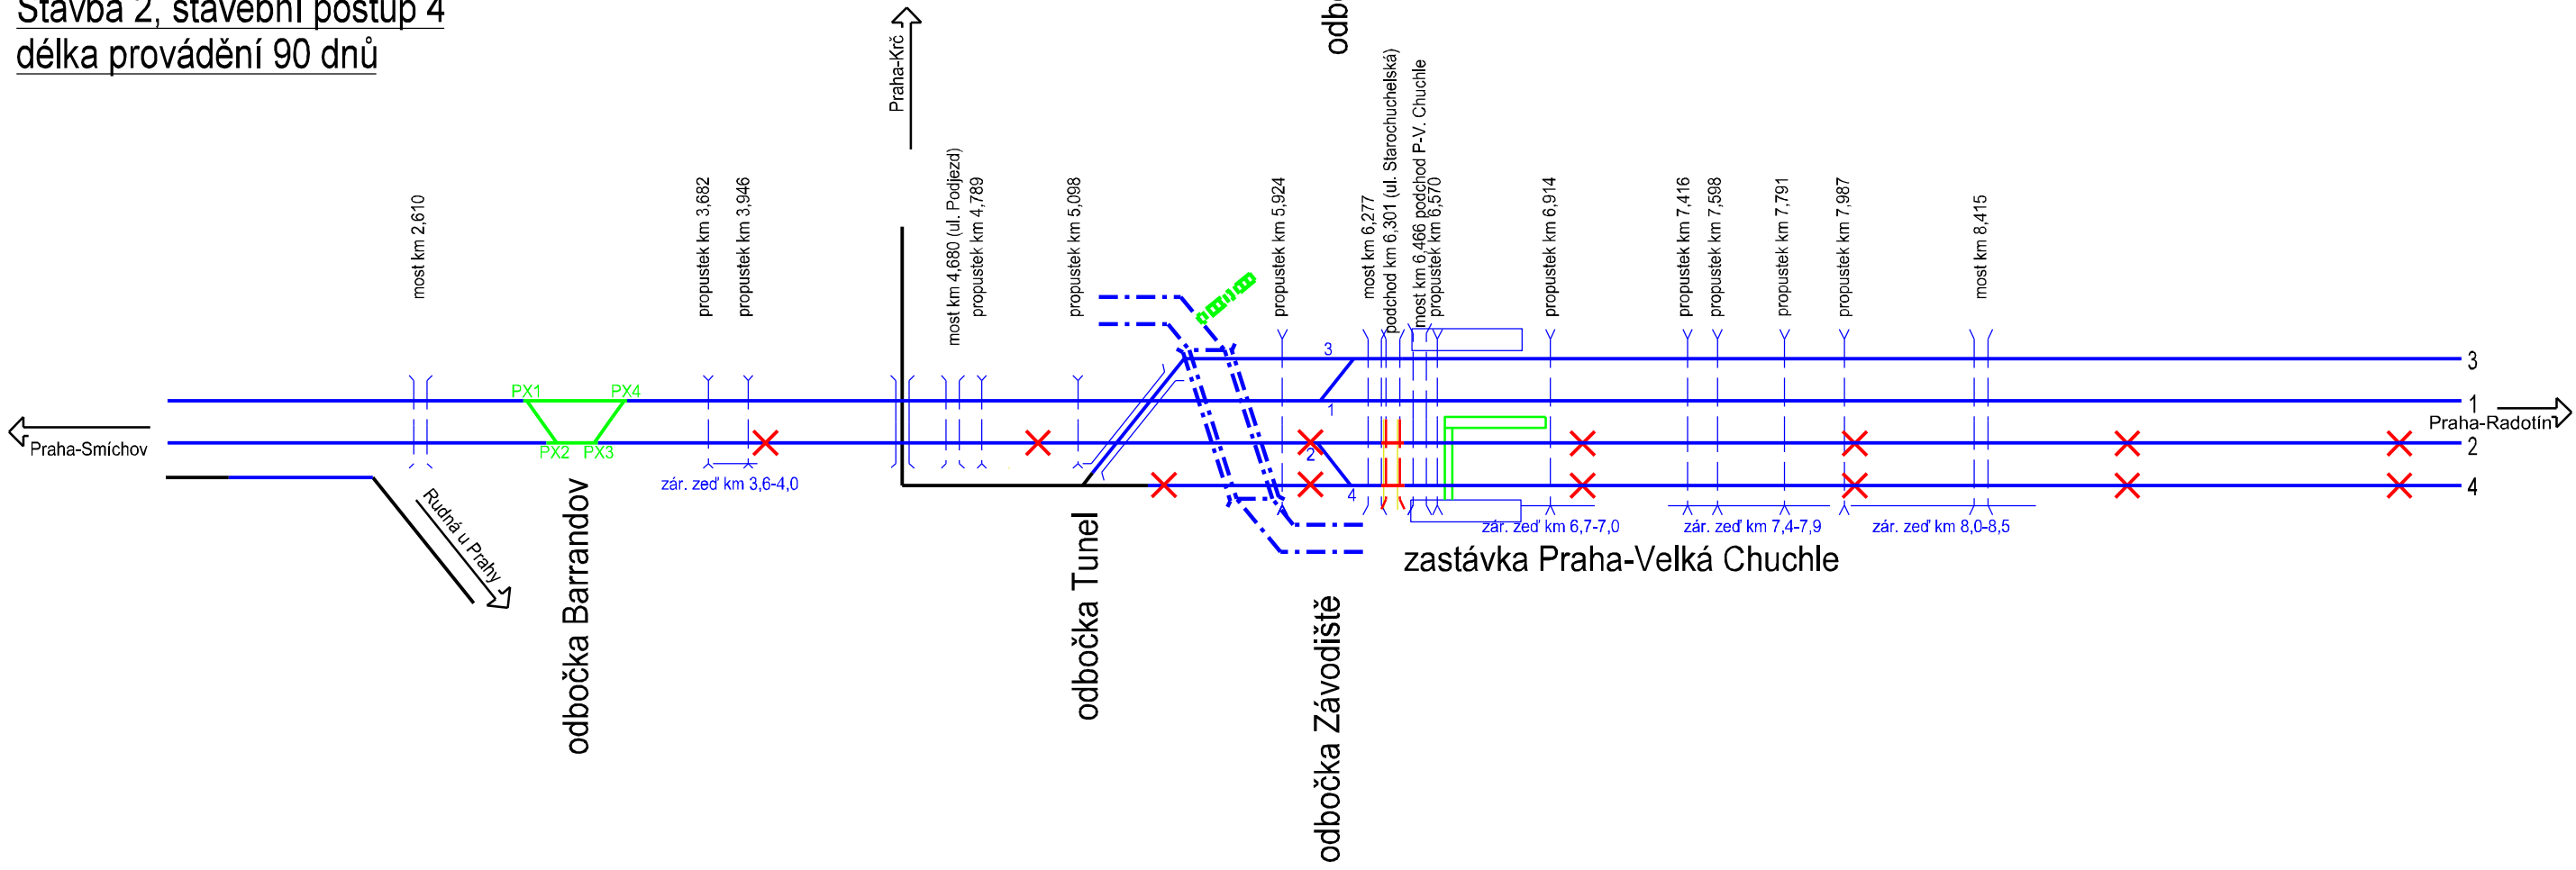 Stavba 2, stavební postup 4
délka provádění 90 dnů
Praha-Krč
most km 2,610
propustek km 3,682
propustek km 3,946
most km 4,680 (ul. Podjezd)
propustek km 4,789
propustek km 5,098
propustek km 5,924
most km 6,277
podchod km 6,301 (ul. Starochuchelská)
most km 6,466 podchod P-V. Chuchle
propustek km 6,570
propustek km 6,914
propustek km 7,416
propustek km 7,598
propustek km 7,791
propustek km 7,987
most km 8,415
3
3
PX1
PX4
1
1
Praha-Radotín
Praha-Smíchov
PX2
PX3
2
2
4
4
zár. zeď km 3,6-4,0
zár. zeď km 6,7-7,0
zár. zeď km 7,4-7,9
zár. zeď km 8,0-8,5
Rudná u Prahy
zastávka Praha-Velká Chuchle
odbočka Barrandov
odbočka Tunel
odbočka Závodiště